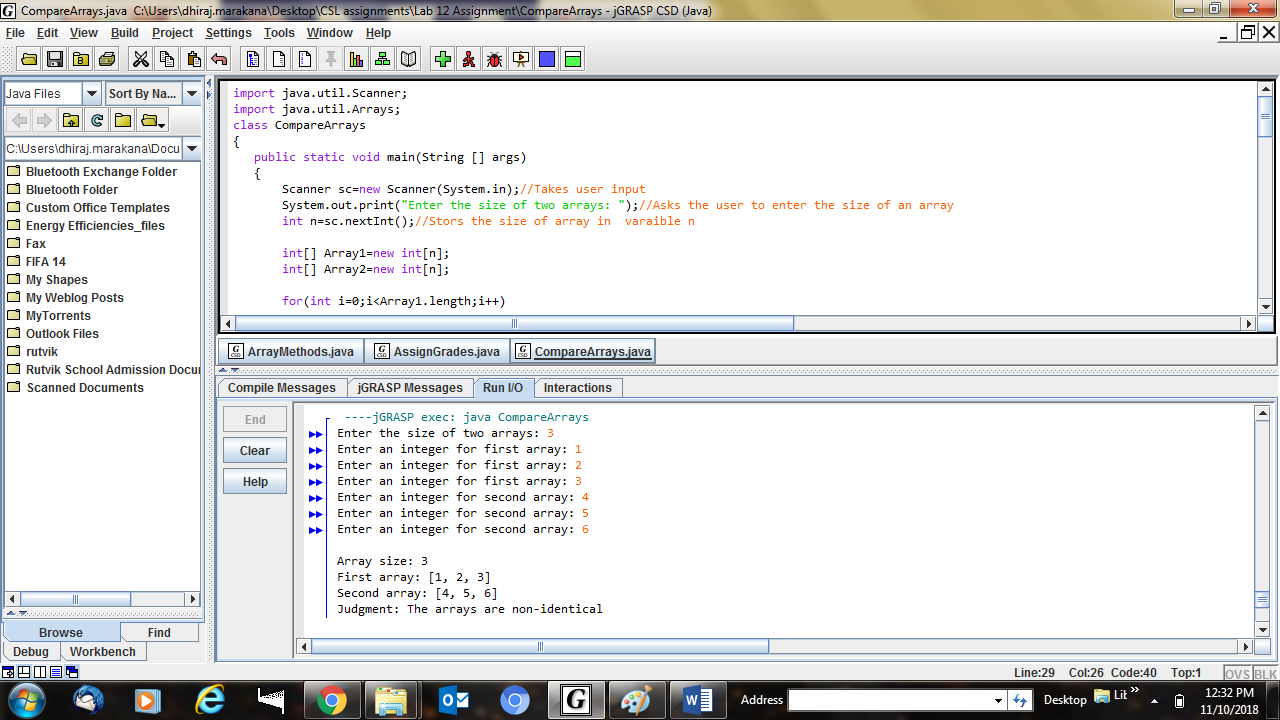 CompareArrays.java C:\Users\dhiraj.marakana\Desktop\CSL assignments\Lab 12 Assignment\CompareArrays - jGRASP CSD (Java)
File Edit View Build Project Settings Tools Window Help
Java Files Sort By Na...
C:\Users\dhiraj.marakana\Docu
Bluetooth Exchange Folder
Bluetooth Folder
Custom Office Templates
Energy Efficiencies_files
Fax
FIFA 14
My Shapes
My Weblog Posts
MyTorrents
Outlook Files
rutvik
Rutvik School Admission Docu
Scanned Documents
Browse Find
Debug Workbench
import java.util.Scanner;
import java.util.Arrays;
class CompareArrays
{
public static void main(String [] args)
{
Scanner sc=new Scanner(System.in);//Takes user input
System.out.print("Enter the size of two arrays: ");//Asks the user to enter the size of an array
int n=sc.nextInt();//Stors the size of array in  varaible n
int[] Array1=new int[n];
int[] Array2=new int[n];
for(int i=0;i<Array1.length;i++)
ArrayMethods.java AssignGrades.java CompareArrays.java
Compile Messages jGRASP Messages Run I/O Interactions
End
Clear
Help
----jGRASP exec: java CompareArrays
Enter the size of two arrays: 3
Enter an integer for first array: 1
Enter an integer for first array: 2
Enter an integer for first array: 3
Enter an integer for second array: 4
Enter an integer for second array: 5
Enter an integer for second array: 6
Array size: 3
First array: [1, 2, 3]
Second array: [4, 5, 6]
Judgment: The arrays are non-identical
Line:29 Col:26 Code:40 Top:1 OVS BLK
Address Desktop Lit 12:32 PM
11/10/2018